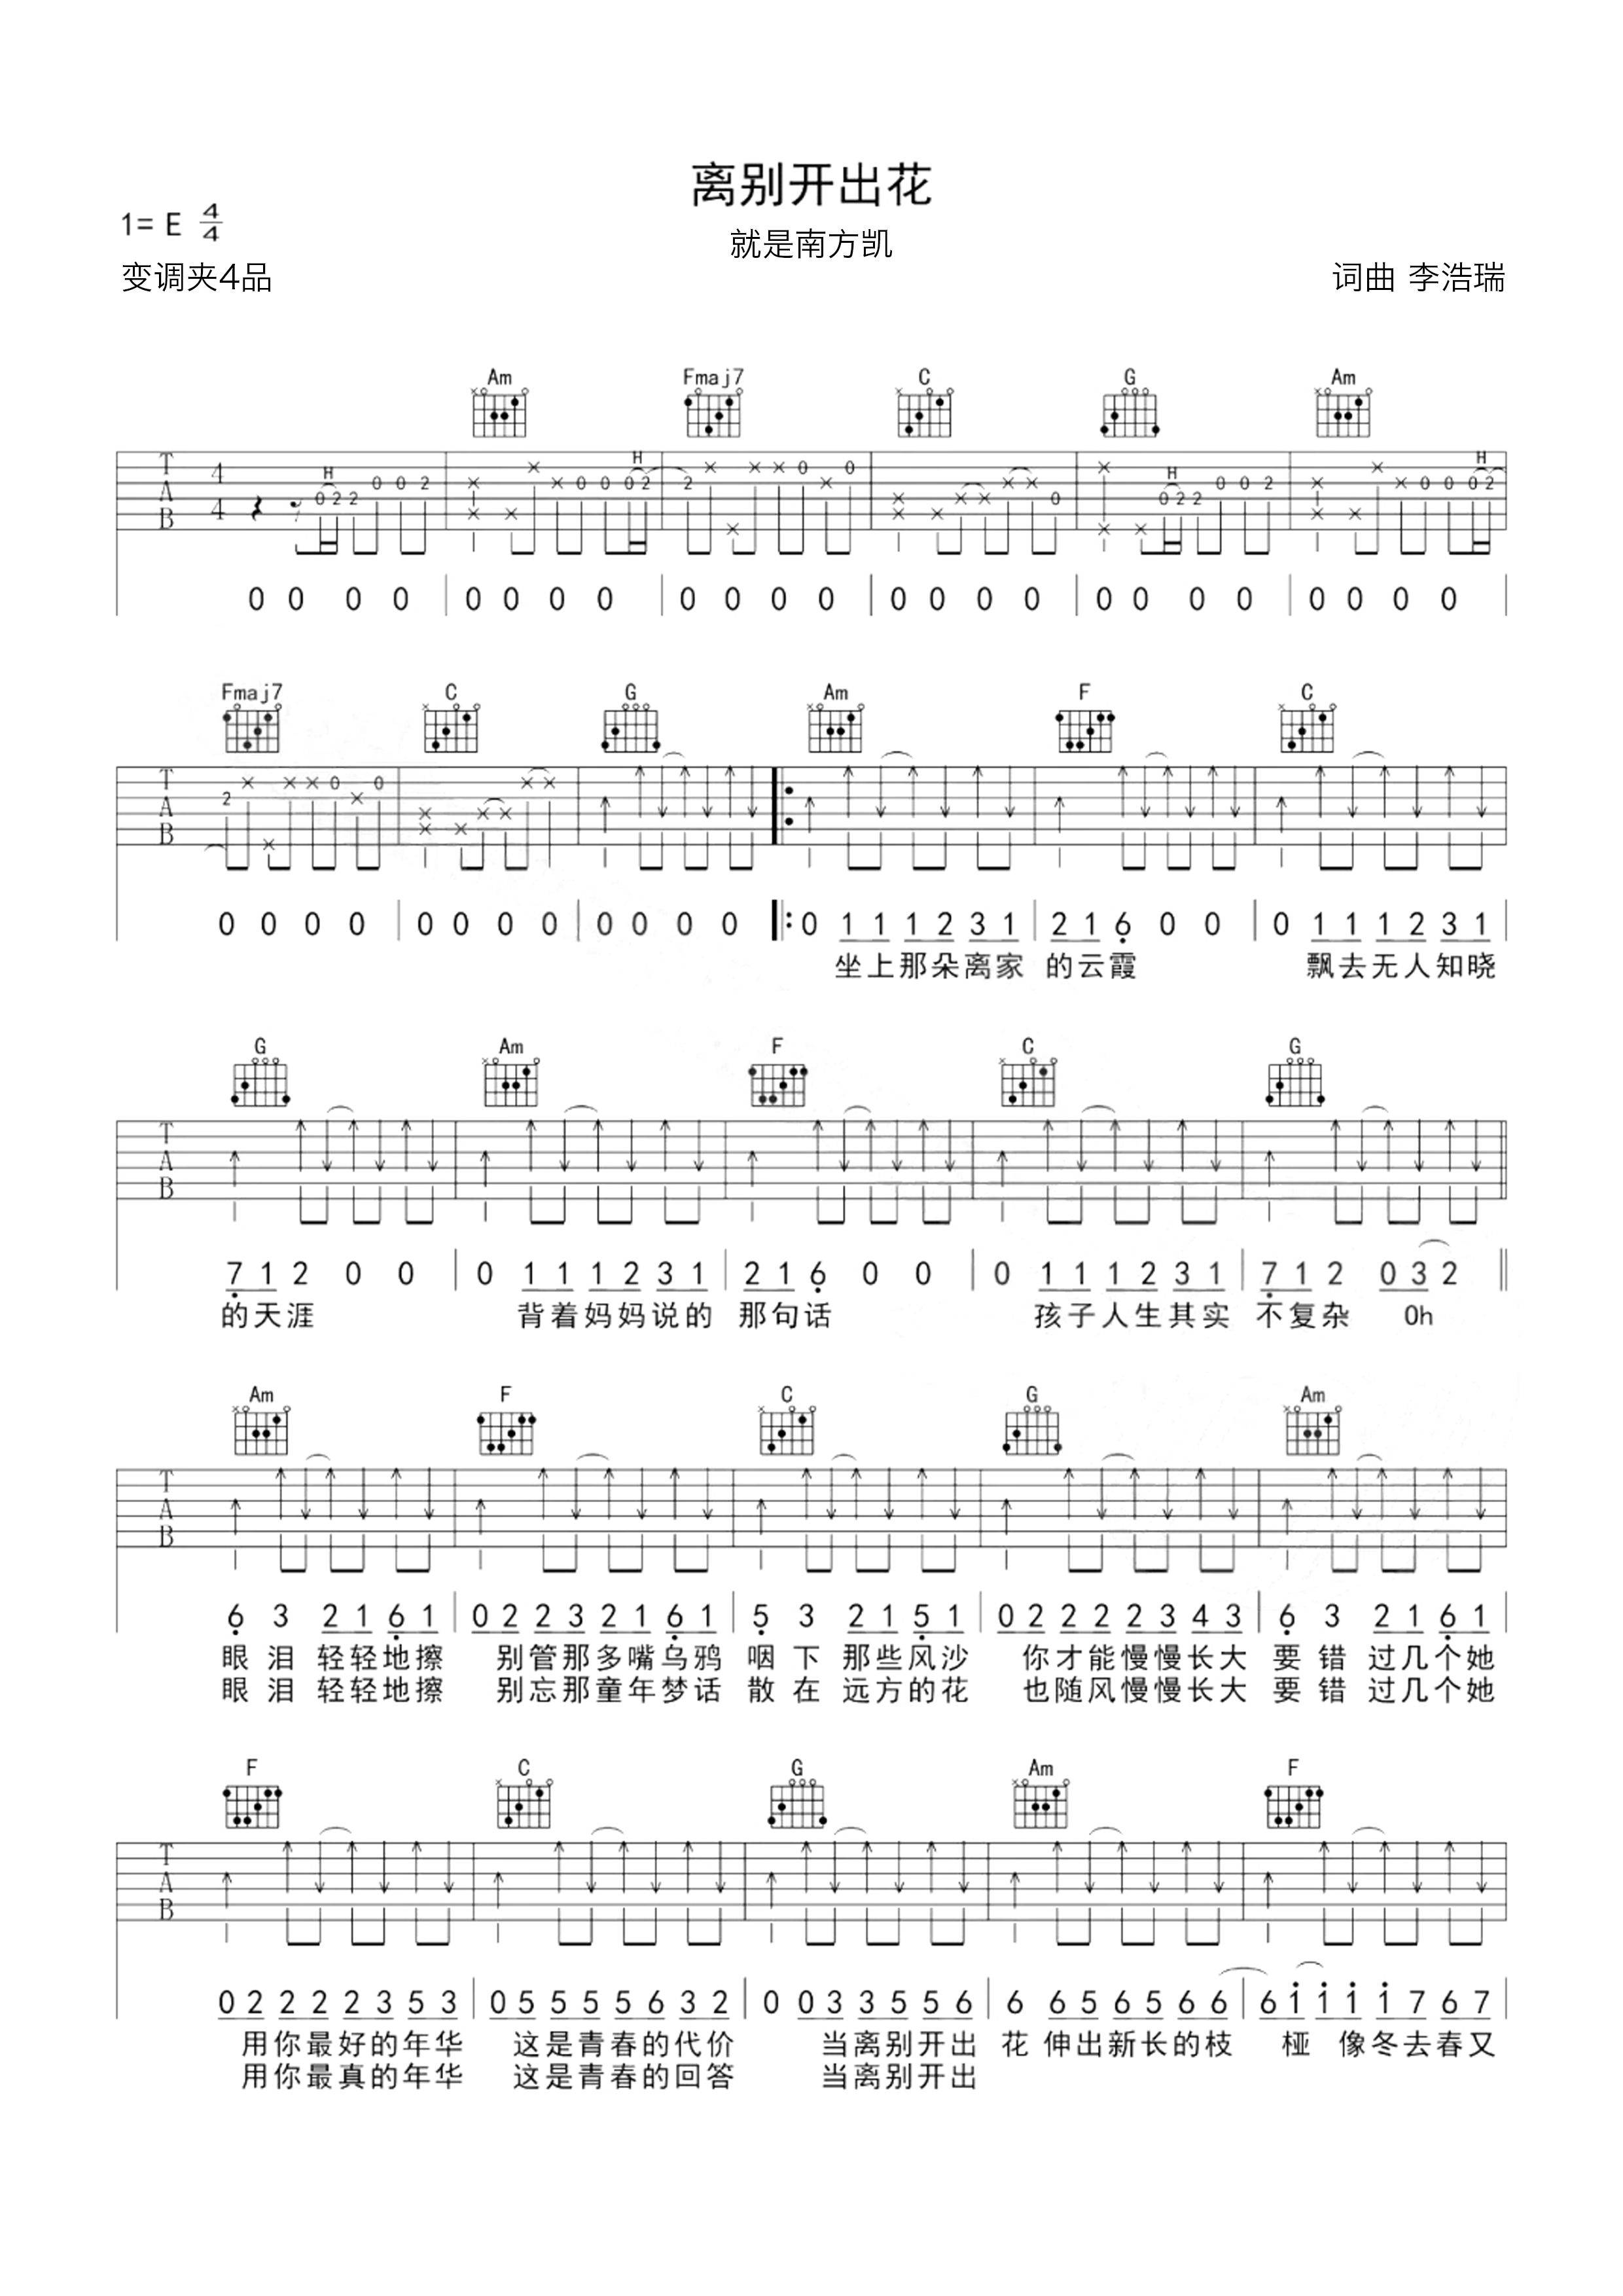 离别开出花
1= E 4/4
就是南方凯
变调夹4品
词曲 李浩瑞
Am Fmaj7 C G Am
H H H H
T A B 4 4 0 2 2 0 0 2 0 0 0 2 2 0 0 0 0 2 2 0 0 2 0 0 0 2
0 0 0 0 0 0 0 0 0 0 0 0 0 0 0 0 0 0 0 0 0 0 0 0
Fmaj7 C G Am F C
T A B 2 0 0
0 0 0 0 0 0 0 0 0 0 0 0 0 1 1 1 2 3 1 2 1 6 0 0 0 1 1 1 2 3 1
坐上那朵离家 的云霞 飘去无人知晓
G Am F C G
T A B
7 1 2 0 0 0 1 1 1 2 3 1 2 1 6 0 0 0 1 1 1 2 3 1 7 1 2 0 3 2
的天涯 背着妈妈说的 那句话 孩子人生其实 不复杂 Oh
Am F C G Am
T A B
6 3 2 1 6 1 0 2 2 3 2 1 6 1 5 3 2 1 5 1 0 2 2 2 2 3 4 3 6 3 2 1 6 1
眼 泪 轻轻地擦 别管那多嘴乌鸦 咽 下 那些风沙 你才能慢慢长大 要 错 过几个她
眼 泪 轻轻地擦 别忘那童年梦话 散 在 远方的花 也随风慢慢长大 要 错 过几个她
F C G Am F
T A B
0 2 2 2 2 3 5 3 0 5 5 5 5 6 3 2 0 0 3 3 5 5 6 6 6 5 6 5 6 6 6 1 1 1 1 7 6 7
用你最好的年华 这是青春的代价 当离别开出 花 伸出新长的枝 桠 像冬去春又
用你最真的年华 这是青春的回答 当离别开出